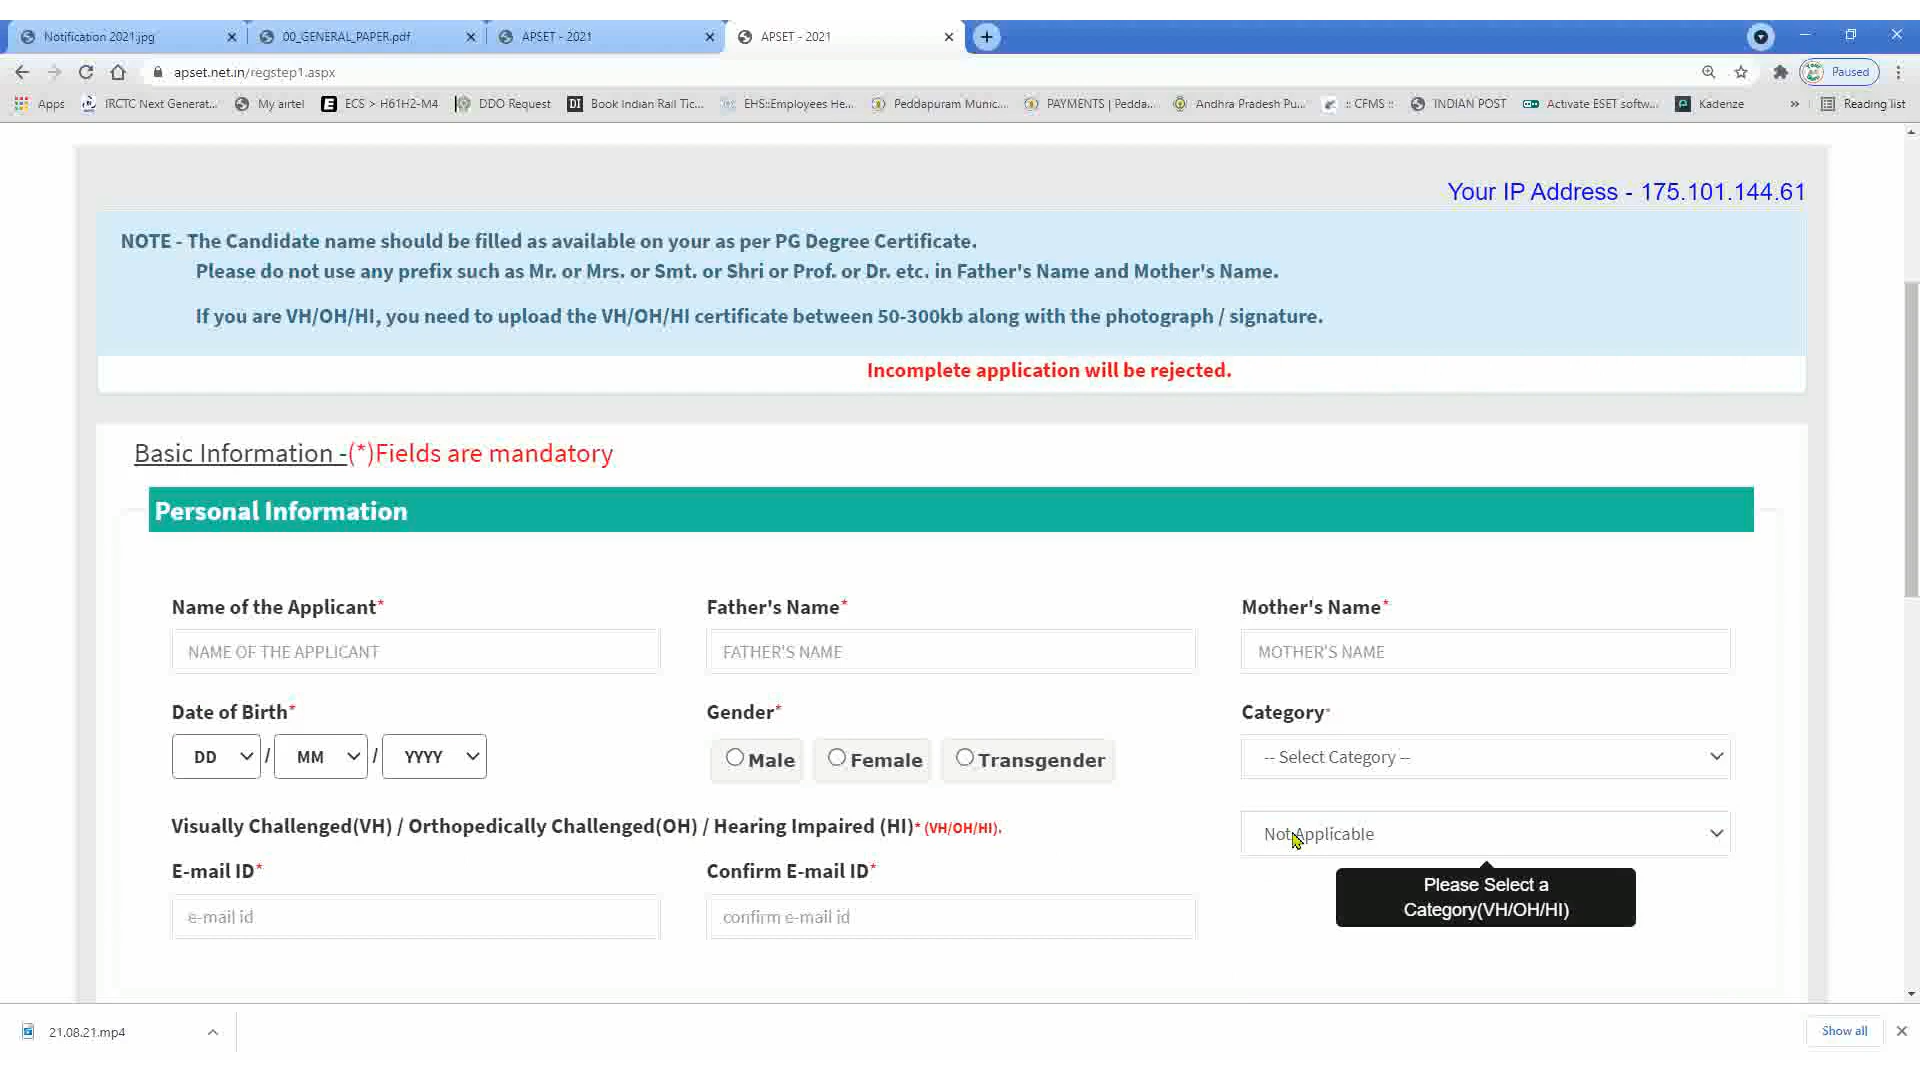 Notification 2021.jpg
00_GENERAL_PAPER.pdf
APSET - 2021
APSET - 2021
apset.net.in/regstep1.aspx
Paused
Apps
IRCTC Next Generat...
My airtel
ECS > H61H2-M4
DDO Request
Book Indian Rail Tic...
EHS::Employees He...
Peddapuram Munic...
PAYMENTS | Pedda...
Andhra Pradesh Pu...
:: CFMS ::
INDIAN POST
Activate ESET softw...
Kadenze
»
Reading list
Your IP Address - 175.101.144.61
NOTE - The Candidate name should be filled as available on your as per PG Degree Certificate.
Please do not use any prefix such as Mr. or Mrs. or Smt. or Shri or Prof. or Dr. etc. in Father's Name and Mother's Name.
If you are VH/OH/HI, you need to upload the VH/OH/HI certificate between 50-300kb along with the photograph / signature.
Incomplete application will be rejected.
Basic Information -(*)Fields are mandatory
Personal Information
Name of the Applicant*
Father's Name*
Mother's Name*
NAME OF THE APPLICANT
FATHER'S NAME
MOTHER'S NAME
Date of Birth*
Gender*
Category*
DD / MM / YYYY
Male
Female
Transgender
-- Select Category --
Visually Challenged(VH) / Orthopedically Challenged(OH) / Hearing Impaired (HI)* (VH/OH/HI).
Not Applicable
E-mail ID*
Confirm E-mail ID*
Please Select a
Category(VH/OH/HI)
e-mail id
confirm e-mail id
21.08.21.mp4
Show all